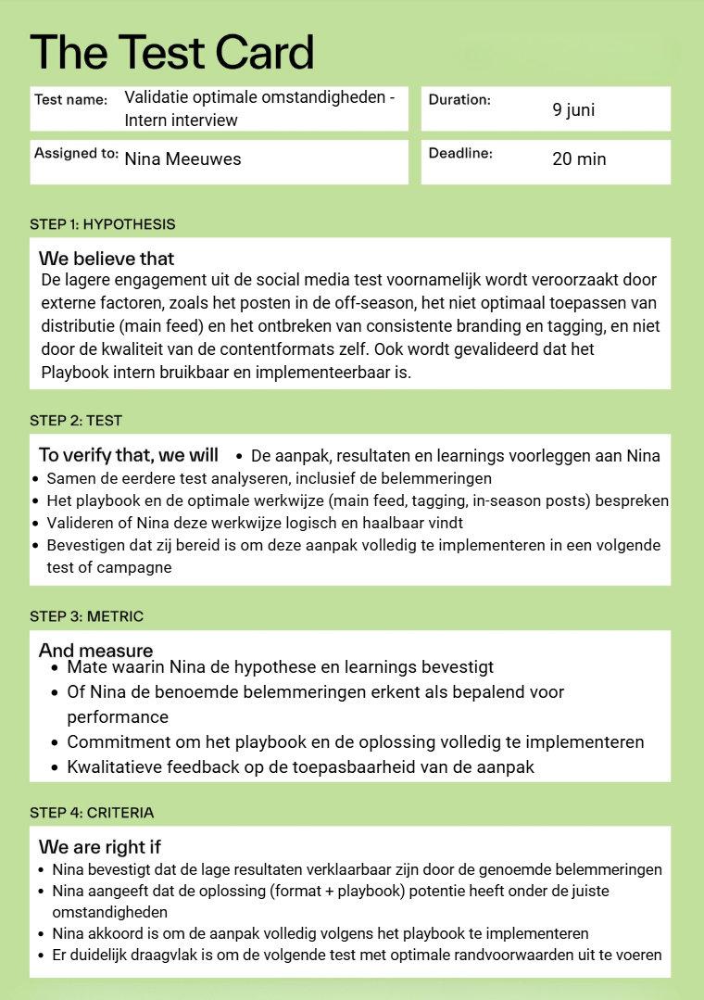 The Test Card
Test name: Validatie optimale omstandigheden -
Intern interview
Duration: 9 juni
Assigned to: Nina Meeuwes
Deadline: 20 min
STEP 1: HYPOTHESIS
We believe that
De lagere engagement uit de social media test voornamelijk wordt veroorzaakt door
externe factoren, zoals het posten in de off-season, het niet optimaal toepassen van
distributie (main feed) en het ontbreken van consistente branding en tagging, en niet
door de kwaliteit van de contentformats zelf. Ook wordt gevalideerd dat het
Playbook intern bruikbaar en implementeerbaar is.
STEP 2: TEST
To verify that, we will • De aanpak, resultaten en learnings voorleggen aan Nina
• Samen de eerdere test analyseren, inclusief de belemmeringen
• Het playbook en de optimale werkwijze (main feed, tagging, in-season posts) bespreken
• Valideren of Nina deze werkwijze logisch en haalbaar vindt
• Bevestigen dat zij bereid is om deze aanpak volledig te implementeren in een volgende
test of campagne
STEP 3: METRIC
And measure
• Mate waarin Nina de hypothese en learnings bevestigt
• Of Nina de benoemde belemmeringen erkent als bepalend voor
performance
• Commitment om het playbook en de oplossing volledig te implementeren
• Kwalitatieve feedback op de toepasbaarheid van de aanpak
STEP 4: CRITERIA
We are right if
• Nina bevestigt dat de lage resultaten verklaarbaar zijn door de genoemde belemmeringen
• Nina aangeeft dat de oplossing (format + playbook) potentie heeft onder de juiste
omstandigheden
• Nina akkoord is om de aanpak volledig volgens het playbook te implementeren
• Er duidelijk draagvlak is om de volgende test met optimale randvoorwaarden uit te voeren